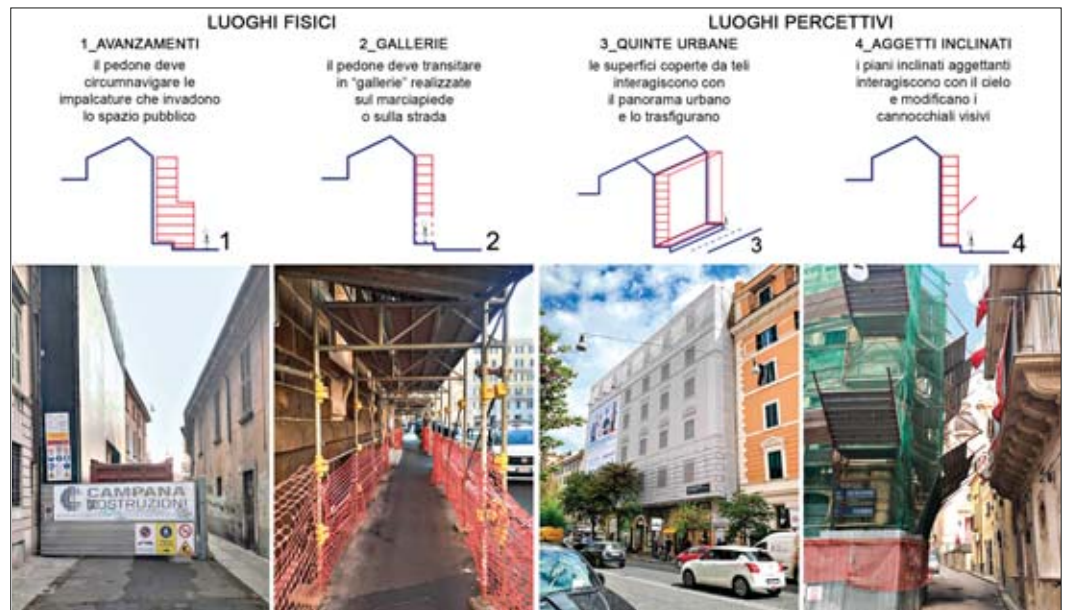 LUOGHI FISICI
1_AVANZAMENTI
il pedone deve
circumnavigare le
impalcature che invadono
lo spazio pubblico
2_GALLERIE
il pedone deve transitare
in “gallerie” realizzate
sul marciapiede
o sulla strada
LUOGHI PERCETTIVI
3_QUINTE URBANE
le superfici coperte da teli
interagiscono con
il panorama urbano
e lo trasfigurano
4_AGGETTI INCLINATI
i piani inclinati aggettanti
interagiscono con il cielo
e modificano i
cannocchiali visivi
1
2
3
4
CAMPANA
COSTRUZIONI